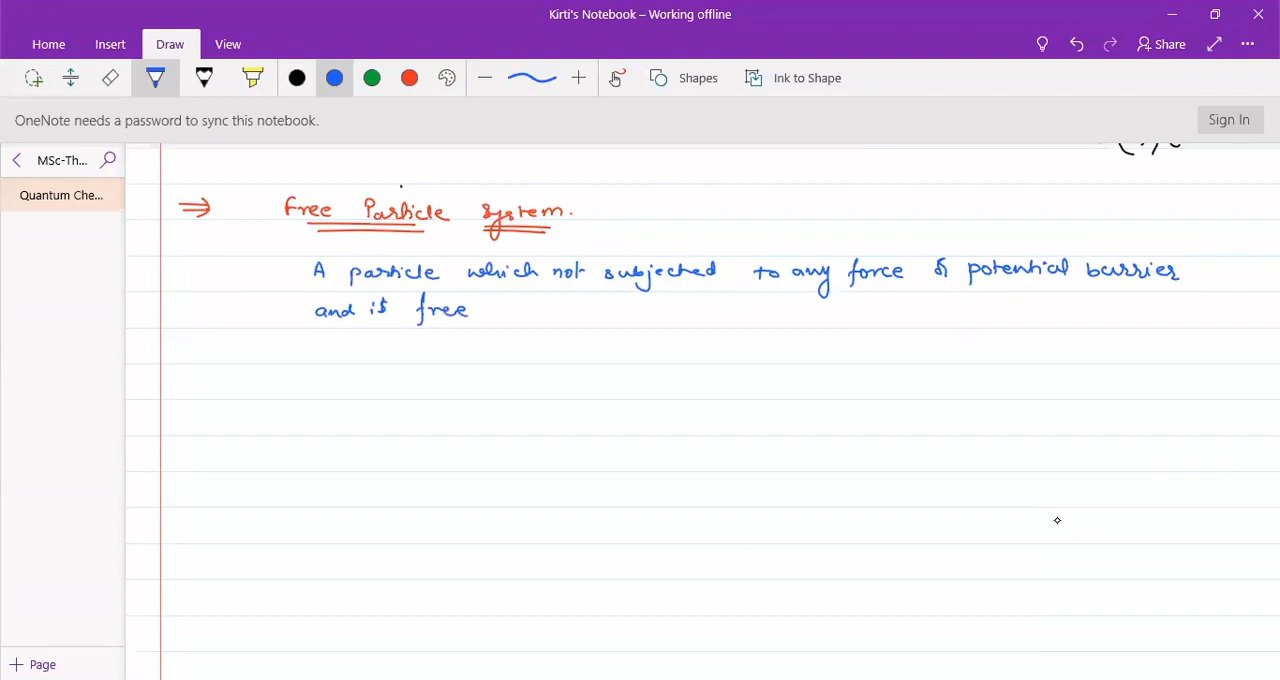 Kirti's Notebook – Working offline
Home Insert Draw View Share
Shapes Ink to Shape
OneNote needs a password to sync this notebook. Sign In
MSc-Th...
Quantum Che...
⇒ Free Particle system.
A particle which not subjected to any force or potential barrier
and is free
+ Page